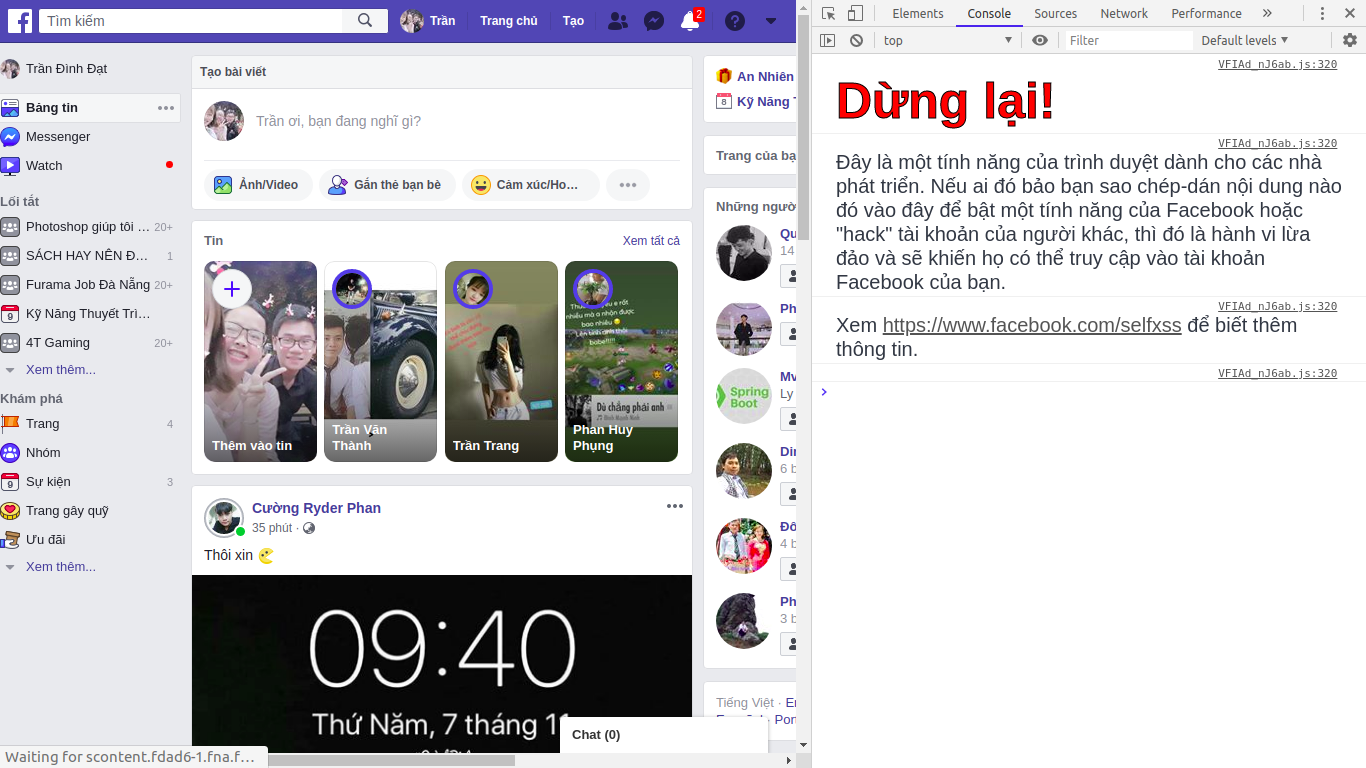 Tìm kiếm
Trần
Trang chủ
Tạo
2
Trần Đình Đạt
Bảng tin
Messenger
Watch
Lối tắt
Photoshop giúp tôi ... 20+
SÁCH HAY NÊN Đ... 1
Furama Job Đà Nẵng 20+
9 Kỹ Năng Thuyết Trì...
4T Gaming 20+
Xem thêm...
Khám phá
Trang 4
Nhóm
9 Sự kiện 3
Trang gây quỹ
Ưu đãi
Xem thêm...
Tạo bài viết
Trần ơi, bạn đang nghĩ gì?
Ảnh/Video
Gắn thẻ bạn bè
Cảm xúc/Ho...
Tin
Xem tất cả
Thêm vào tin
Trần Văn
Thành
Trần Trang
babe!!!!!
Dù chẳng phải anh
Phan Huy
Phụng
Cường Ryder Phan
35 phút ·
Thôi xin
09:40
Thứ Năm, 7 tháng 11
Chat (0)
Waiting for scontent.fdad6-1.fna.f...
An Nhiên
8 Kỹ Năng T
Trang của bạ
Những ngườ
Qu
14
Ph
Mv
Ly
Spring
Boot
Din
6 b
Đô
4 b
Ph
3 b
Tiếng Việt · En
· Por
Elements
Console
Sources
Network
Performance
»
top
Filter
Default levels
VFIAd_nJ6ab.js:320
Dừng lại!
VFIAd_nJ6ab.js:320
Đây là một tính năng của trình duyệt dành cho các nhà
phát triển. Nếu ai đó bảo bạn sao chép-dán nội dung nào
đó vào đây để bật một tính năng của Facebook hoặc
"hack" tài khoản của người khác, thì đó là hành vi lừa
đảo và sẽ khiến họ có thể truy cập vào tài khoản
Facebook của bạn.
VFIAd_nJ6ab.js:320
Xem https://www.facebook.com/selfxss để biết thêm
thông tin.
VFIAd_nJ6ab.js:320